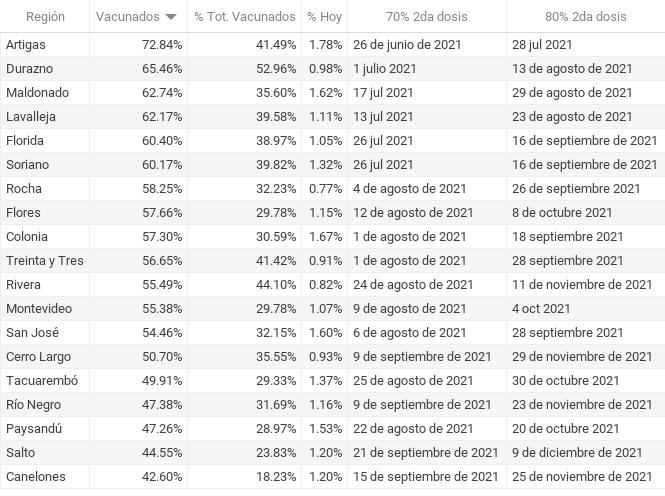 Región Vacunados % Tot. Vacunados % Hoy 70% 2da dosis 80% 2da dosis
Artigas 72.84% 41.49% 1.78% 26 de junio de 2021 28 jul 2021
Durazno 65.46% 52.96% 0.98% 1 julio 2021 13 de agosto de 2021
Maldonado 62.74% 35.60% 1.62% 17 jul 2021 29 de agosto de 2021
Lavalleja 62.17% 39.58% 1.11% 13 jul 2021 23 de agosto de 2021
Florida 60.40% 38.97% 1.05% 26 jul 2021 16 de septiembre de 2021
Soriano 60.17% 39.82% 1.32% 26 jul 2021 16 de septiembre de 2021
Rocha 58.25% 32.23% 0.77% 4 de agosto de 2021 26 de septiembre 2021
Flores 57.66% 29.78% 1.15% 12 de agosto de 2021 8 de octubre 2021
Colonia 57.30% 30.59% 1.67% 1 de agosto de 2021 18 septiembre 2021
Treinta y Tres 56.65% 41.42% 0.91% 1 de agosto de 2021 28 septiembre 2021
Rivera 55.49% 44.10% 0.82% 24 de agosto de 2021 11 de noviembre de 2021
Montevideo 55.38% 29.78% 1.07% 9 de agosto de 2021 4 oct 2021
San José 54.46% 32.15% 1.60% 6 de agosto de 2021 28 septiembre 2021
Cerro Largo 50.70% 35.55% 0.93% 9 de septiembre de 2021 29 de noviembre de 2021
Tacuarembó 49.91% 29.33% 1.37% 25 de agosto de 2021 30 de octubre 2021
Río Negro 47.38% 31.69% 1.16% 9 de septiembre de 2021 23 de noviembre de 2021
Paysandú 47.26% 28.97% 1.53% 22 de agosto de 2021 20 de octubre 2021
Salto 44.55% 23.83% 1.20% 21 de septiembre de 2021 9 de diciembre de 2021
Canelones 42.60% 18.23% 1.20% 15 de septiembre de 2021 25 de noviembre de 2021